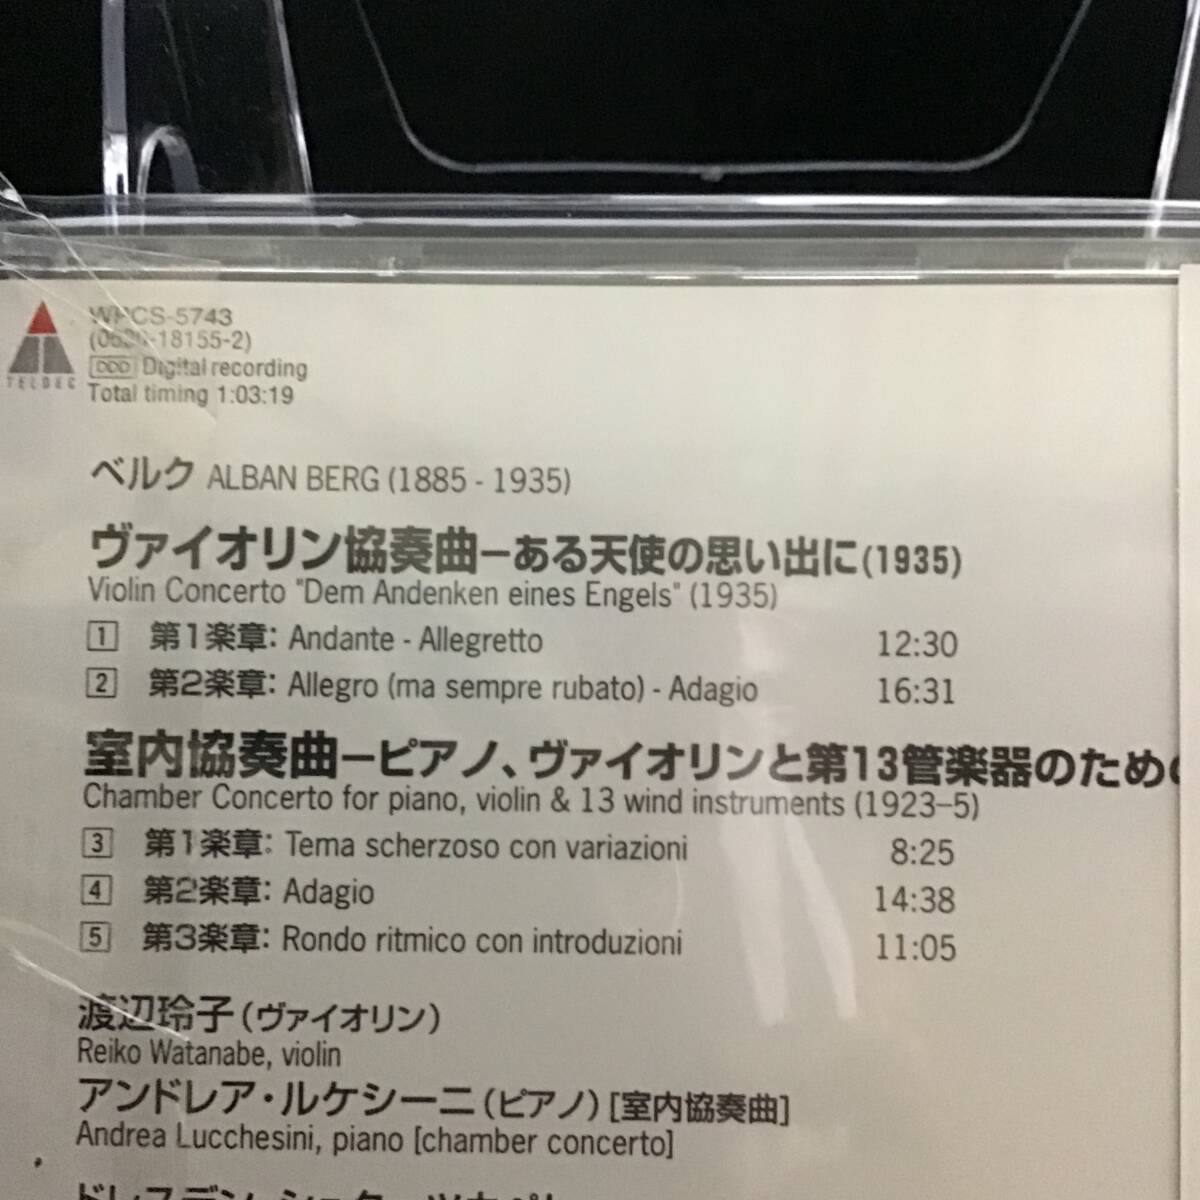 TELDEC
WPCS-5743
(0630-18155-2)
DDD Digital recording
Total timing 1:03:19
ベルク ALBAN BERG (1885 - 1935)
ヴァイオリン協奏曲ーある天使の思い出に(1935)
Violin Concerto "Dem Andenken eines Engels" (1935)
1 第1楽章: Andante - Allegretto 12:30
2 第2楽章: Allegro (ma sempre rubato) - Adagio 16:31
室内協奏曲ーピアノ、ヴァイオリンと第13管楽器のための
Chamber Concerto for piano, violin & 13 wind instruments (1923–5)
3 第1楽章: Tema scherzoso con variazioni 8:25
4 第2楽章: Adagio 14:38
5 第3楽章: Rondo ritmico con introduzioni 11:05
渡辺玲子(ヴァイオリン)
Reiko Watanabe, violin
アンドレア・ルケシーニ(ピアノ)[室内協奏曲]
Andrea Lucchesini, piano [chamber concerto]